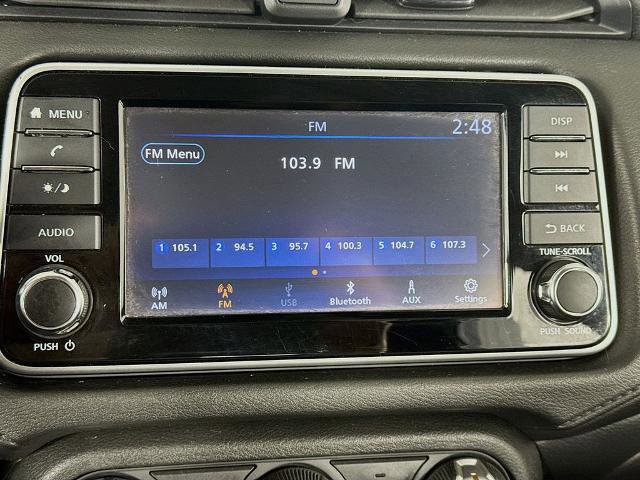 MENU
AUDIO
VOL
PUSH
FM
2:48
FM Menu
103.9 FM
1 105.1
2 94.5
3 95.7
4 100.3
5 104.7
6 107.3
AM
FM
USB
Bluetooth
AUX
Settings
DISP
BACK
TUNE-SCROLL
PUSH SOUND